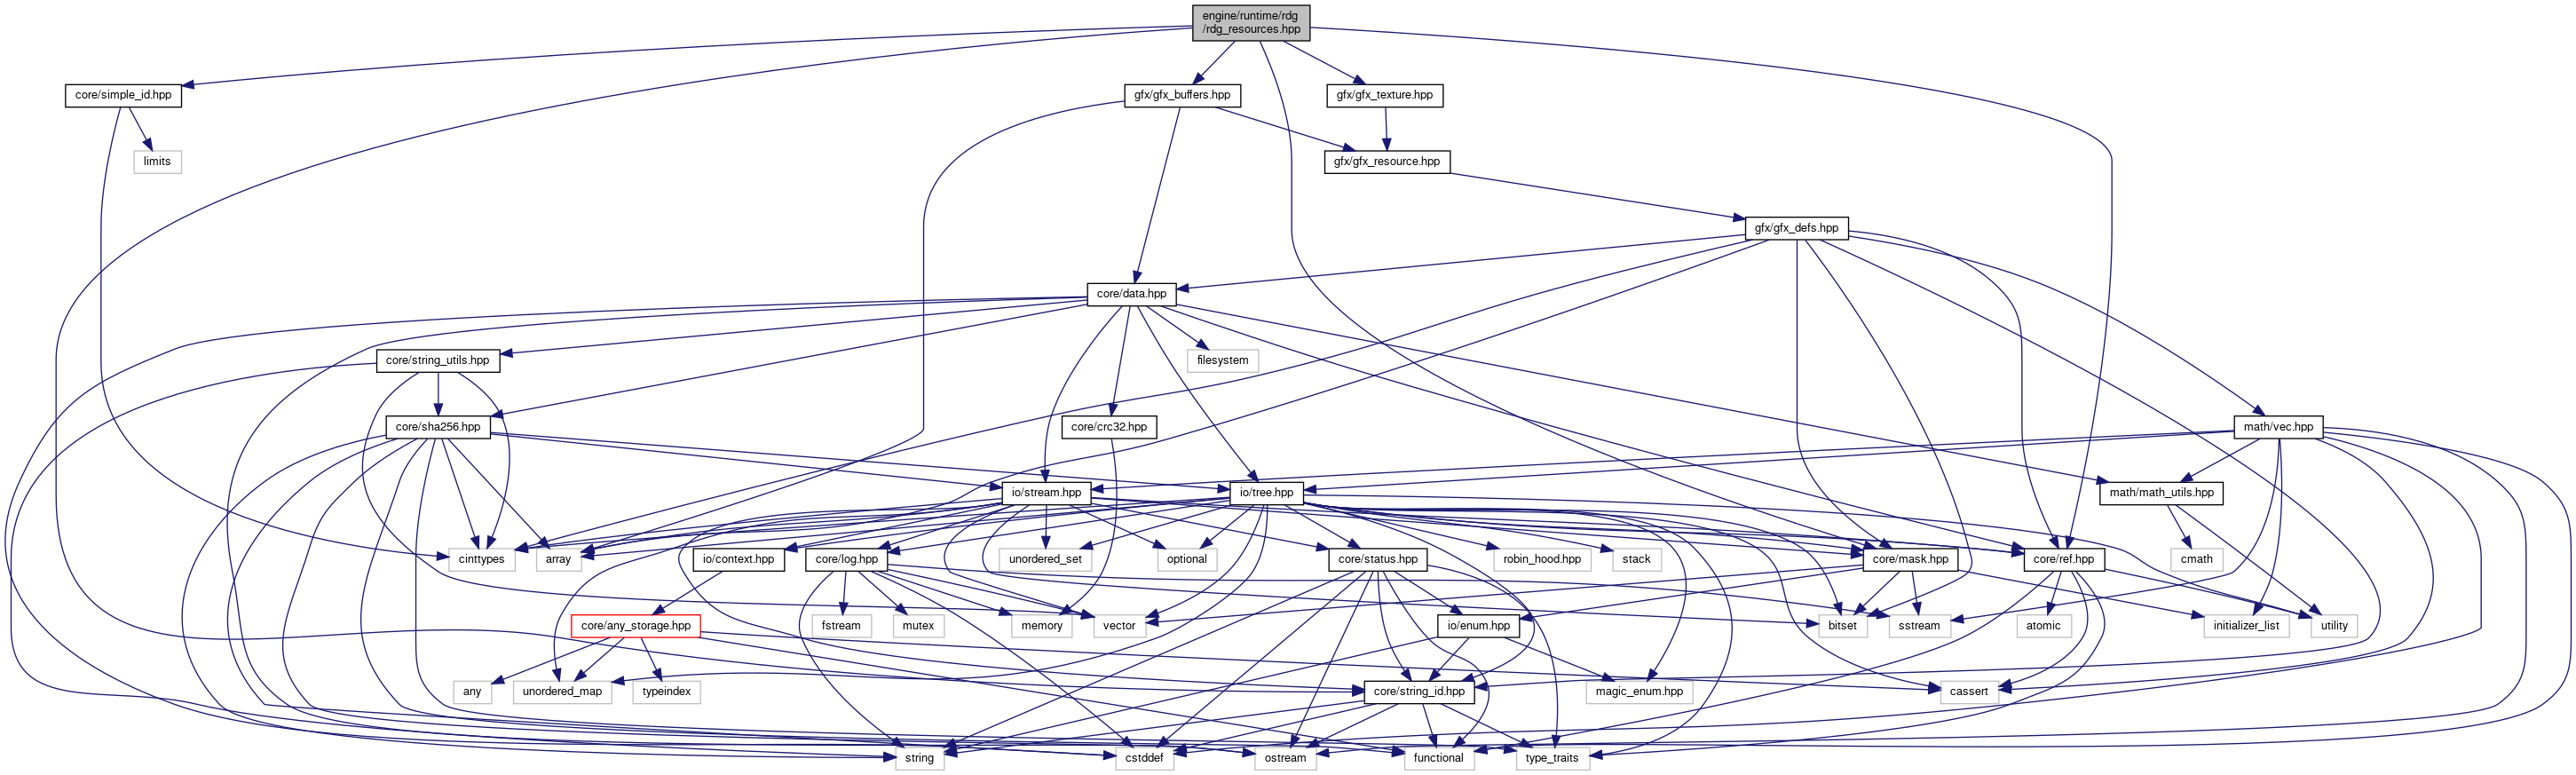 engine/runtime/rdg
/rdg_resources.hpp
core/simple_id.hpp
gfx/gfx_buffers.hpp
gfx/gfx_texture.hpp
limits
gfx/gfx_resource.hpp
gfx/gfx_defs.hpp
core/data.hpp
core/string_utils.hpp
filesystem
core/sha256.hpp
core/crc32.hpp
math/vec.hpp
io/stream.hpp
io/tree.hpp
math/math_utils.hpp
cinttypes
array
io/context.hpp
core/log.hpp
unordered_set
optional
core/status.hpp
robin_hood.hpp
stack
core/mask.hpp
core/ref.hpp
cmath
core/any_storage.hpp
fstream
mutex
memory
vector
io/enum.hpp
bitset
sstream
atomic
initializer_list
utility
any
unordered_map
typeindex
core/string_id.hpp
magic_enum.hpp
cassert
string
cstddef
ostream
functional
type_traits